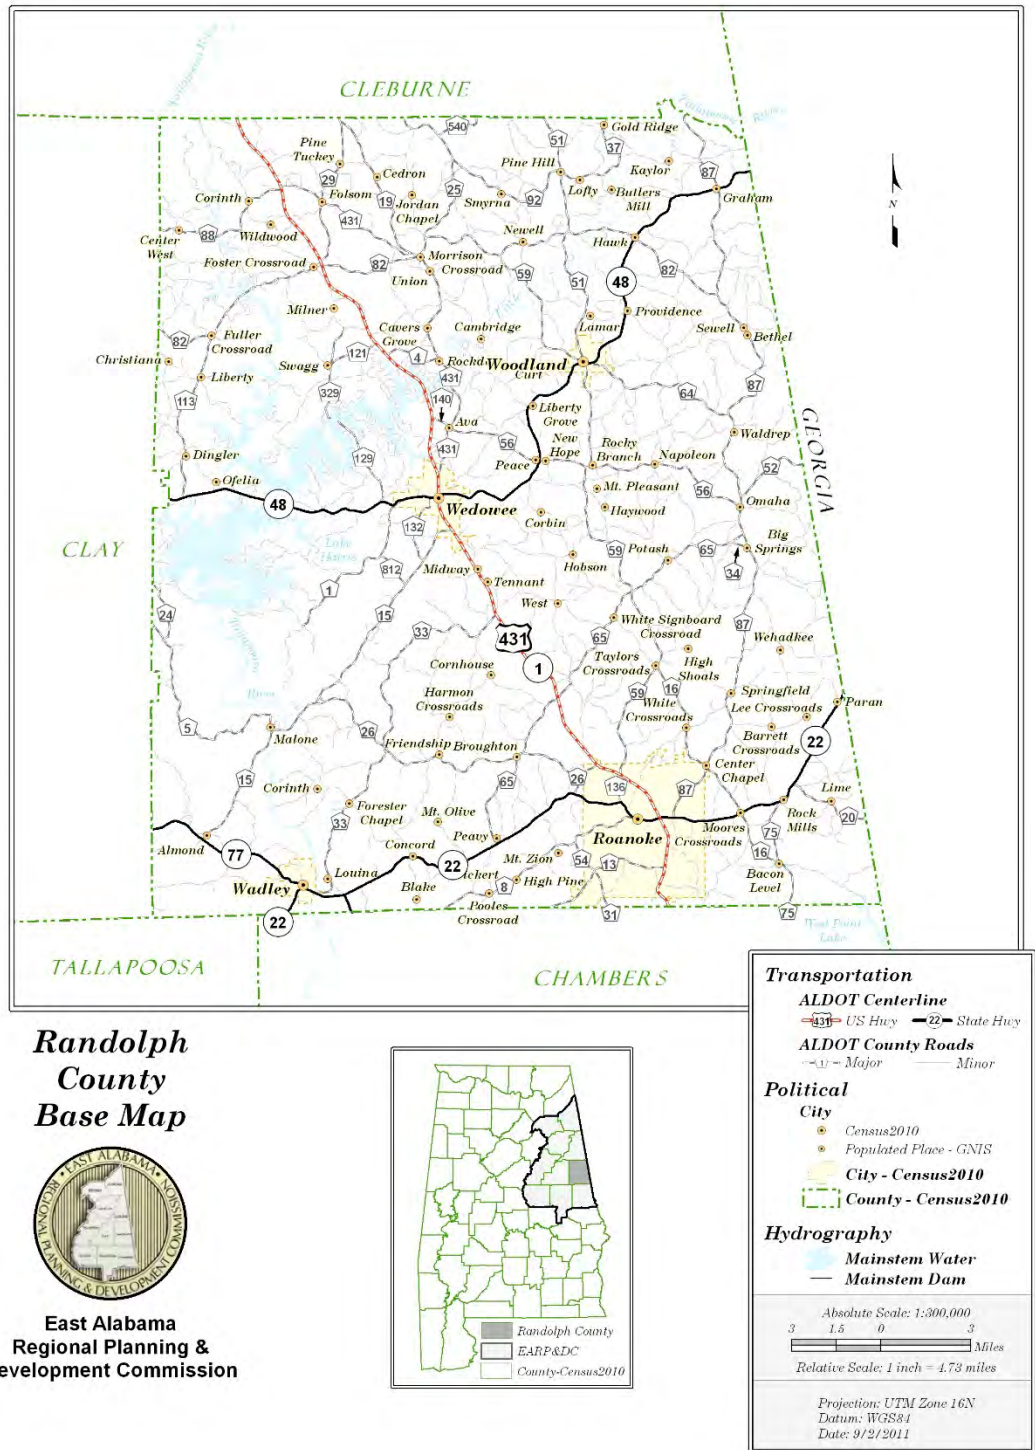 CLEBURNE
Tallapoosa River
Tallapoosa River
540
Gold Ridge
51
37
Pine
Tuckey
Pine Hill
Kaylor
87
29
Cedron
25
Lofty
Butlers
Mill
Graham
Corinth
Folsom
19
Jordan
Chapel
Smyrna
92
431
Center
West
88
Wildwood
Newell
Hawk
Foster Crossroad
82
Morrison
Crossroad
Union
59
51
48
82
Milner
Little
Providence
Cavers
Grove
Cambridge
Lamar
Sewell
Bethel
82
Fuller
Crossroad
121
4
Christiana
Swagg
Rockd
Woodland
Curt
Liberty
431
87
113
329
140
64
Liberty
Grove
Ava
GEORGIA
Waldrep
Dingler
129
431
56
New
Hope
Rocky
Branch
Napoleon
Peace
52
Ofelia
Mt. Pleasant
56
48
Wedowee
Haywood
Omaha
Corbin
132
CLAY
Lake
Harris
59
Potash
65
Big
Springs
812
Midway
Hobson
34
1
Tennant
24
15
West
White Signboard
Crossroad
87
33
431
65
Wehadkee
Tallapoosa
1
Taylors
Crossroads
High
Shoals
Cornhouse
River
Harmon
Crossroads
59
16
Springfield
White
Crossroads
Lee Crossroads
Paran
5
26
Malone
Barrett
Crossroads
22
Friendship
Broughton
Center
Chapel
15
65
26
136
87
Corinth
Lime
Forester
Chapel
Mt. Olive
Rock
Mills
33
20
Almond
Peavy
Roanoke
Moores
Crossroads
75
77
Concord
22
Mt. Zion
54
13
16
Wadley
Louina
ickert
8
High Pine
Bacon
Level
Blake
Pooles
Crossroad
31
75
22
West Point
Lake
TALLAPOOSA
CHAMBERS
N
Transportation
ALDOT Centerline
431 US Hwy 22 State Hwy
ALDOT County Roads
1 Major Minor
Political
City
Census2010
Populated Place - GNIS
City - Census2010
County - Census2010
Hydrography
Mainstem Water
Mainstem Dam
Absolute Scale: 1:300,000
3 1.5 0 3
Miles
Relative Scale: 1 inch = 4.73 miles
Projection: UTM Zone 16N
Datum: WGS84
Date: 9/2/2011
Randolph
County
Base Map
EAST ALABAMA
REGIONAL PLANNING & DEVELOPMENT COMMISSION
East Alabama
Regional Planning &
evelopment Commission
Randolph County
EARP&DC
County-Census2010